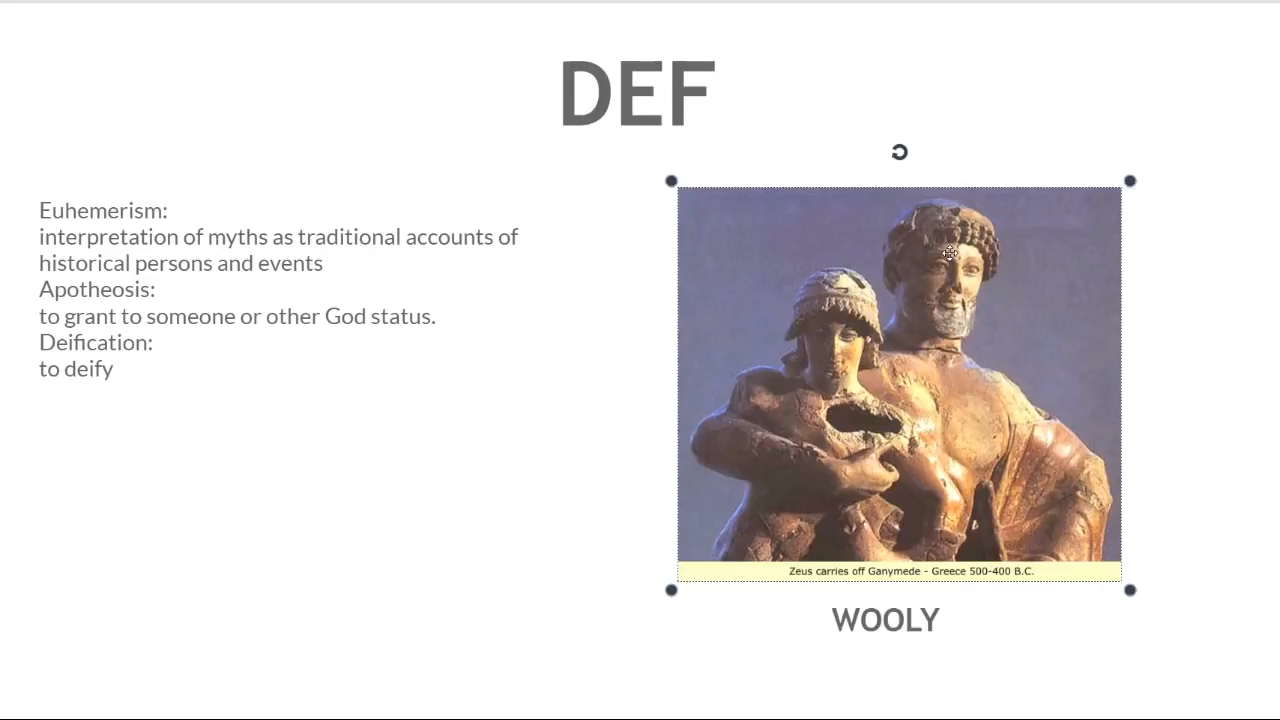 DEF
Euhemerism:
interpretation of myths as traditional accounts of
historical persons and events
Apotheosis:
to grant to someone or other God status.
Deification:
to deify
Zeus carries off Ganymede - Greece 500-400 B.C.
WOOLY